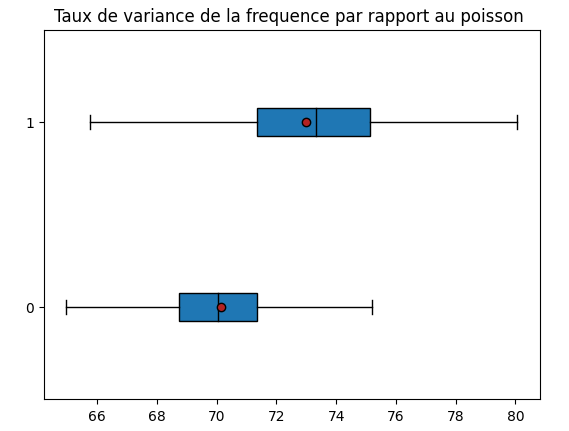 Taux de variance de la frequence par rapport au poisson
1
0
66 68 70 72 74 76 78 80